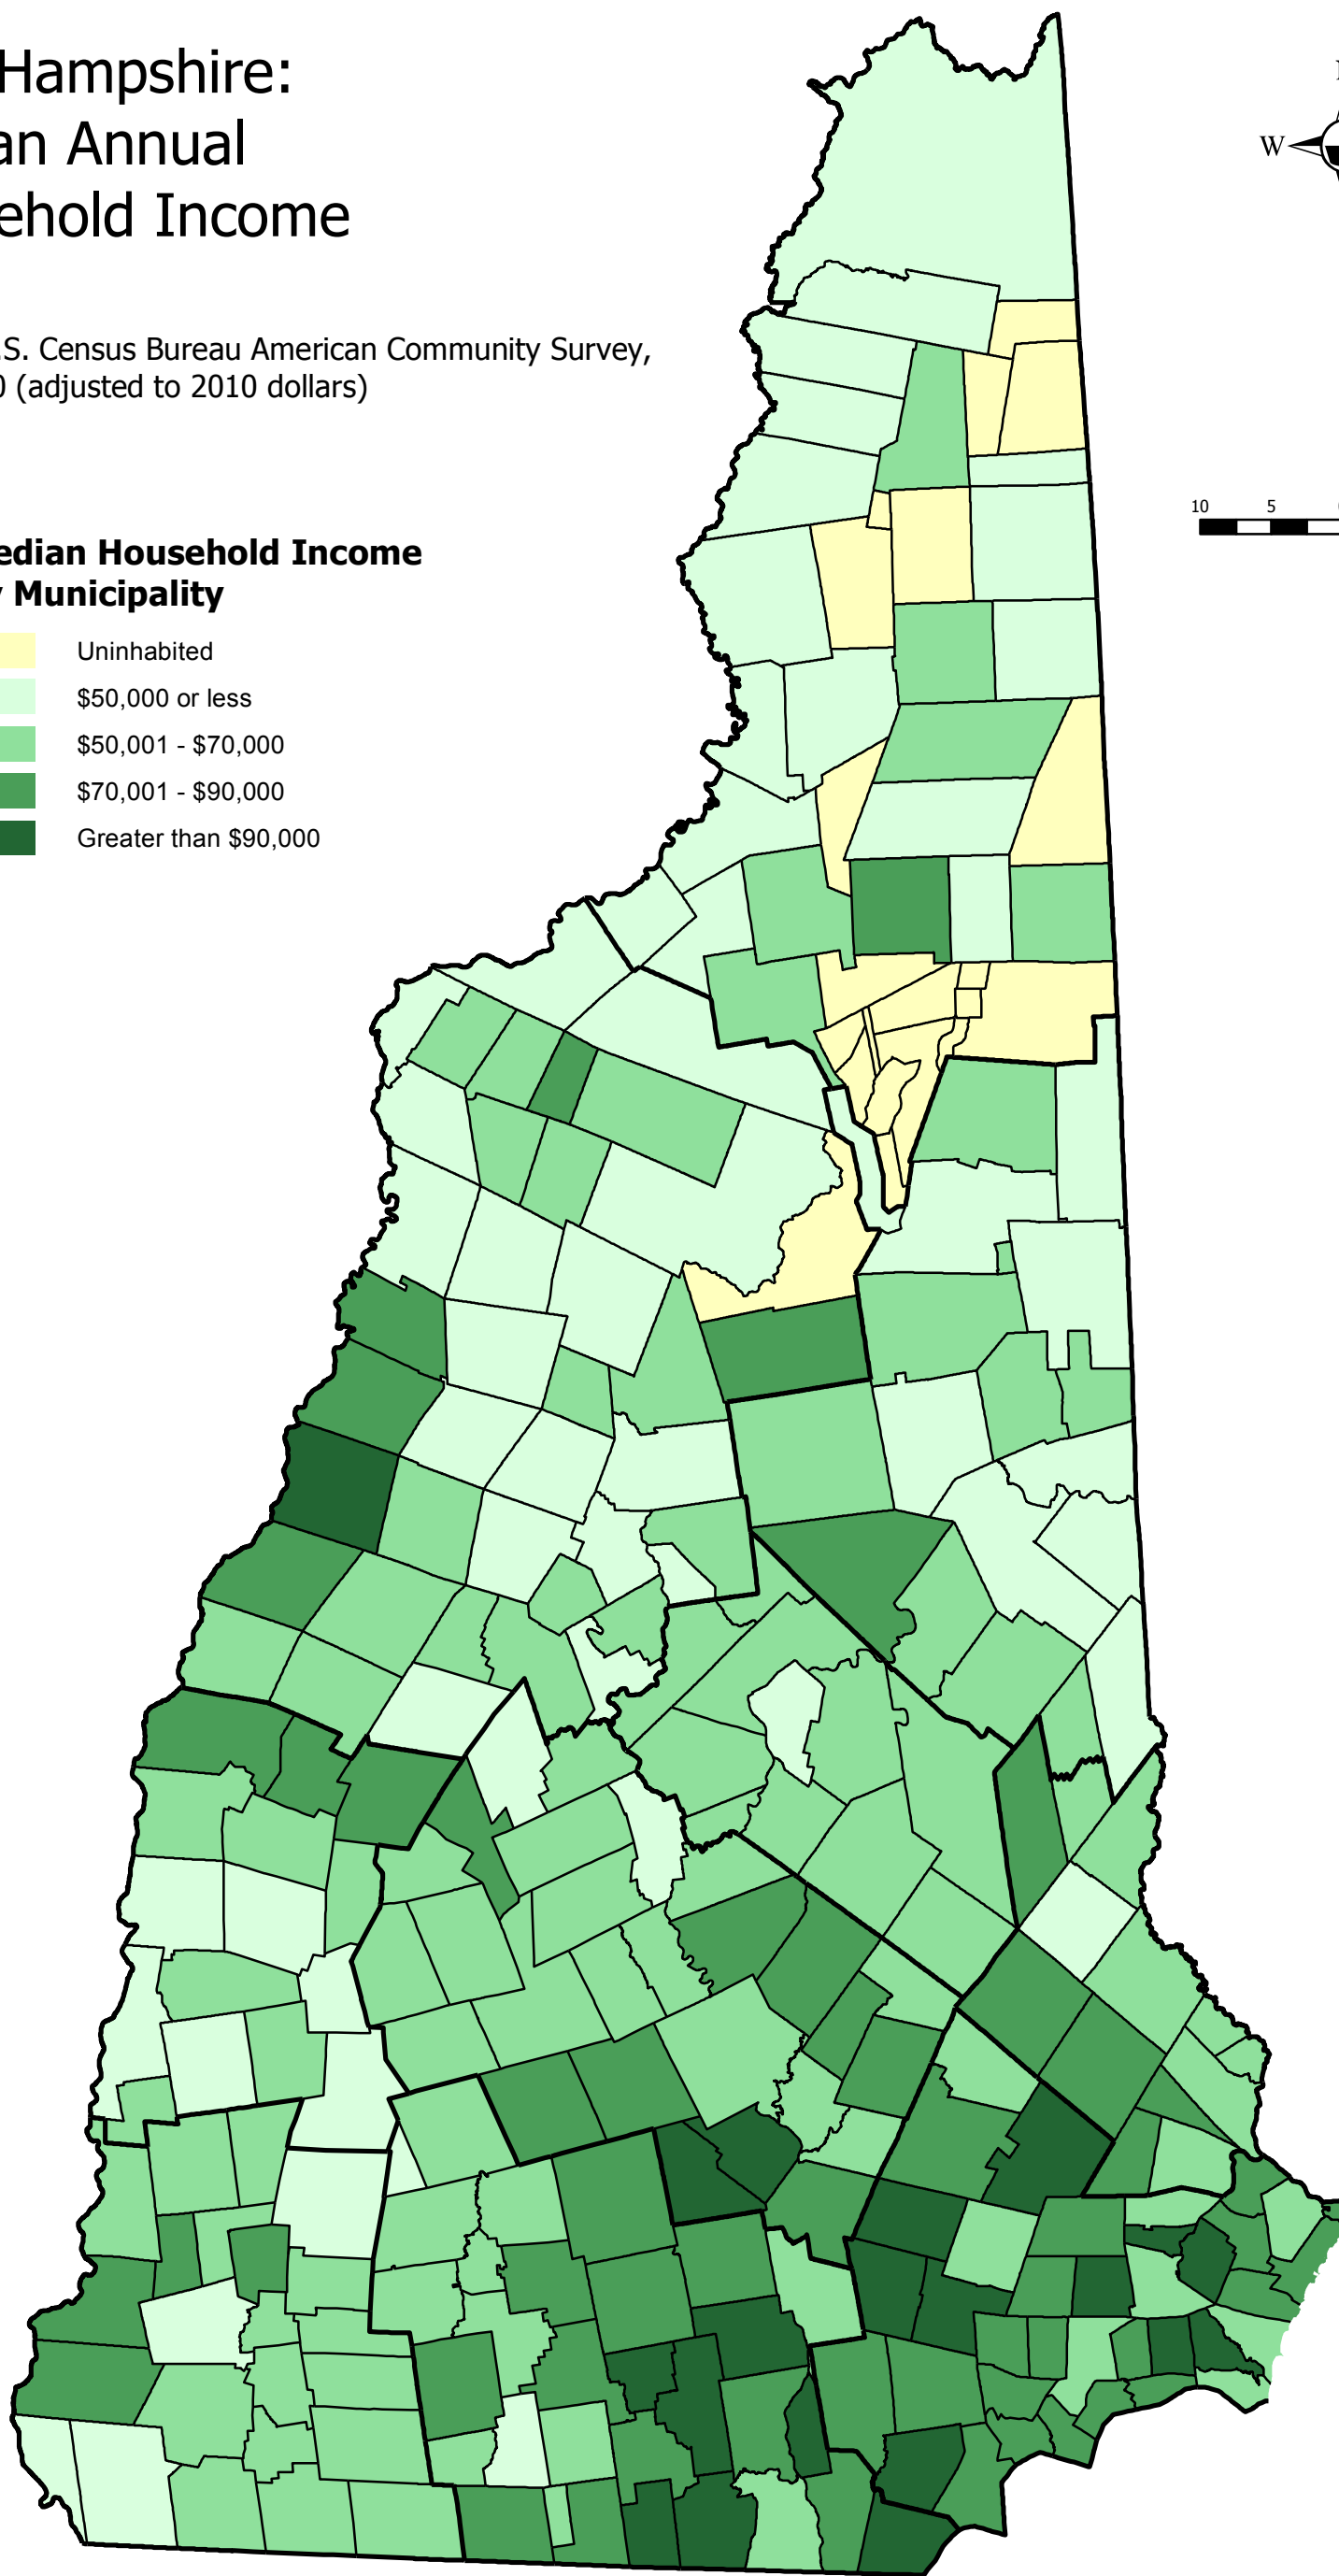 Hampshire:
an Annual
ehold Income
.S. Census Bureau American Community Survey,
0 (adjusted to 2010 dollars)
W
10 5
edian Household Income
y Municipality
Uninhabited
$50,000 or less
$50,001 - $70,000
$70,001 - $90,000
Greater than $90,000